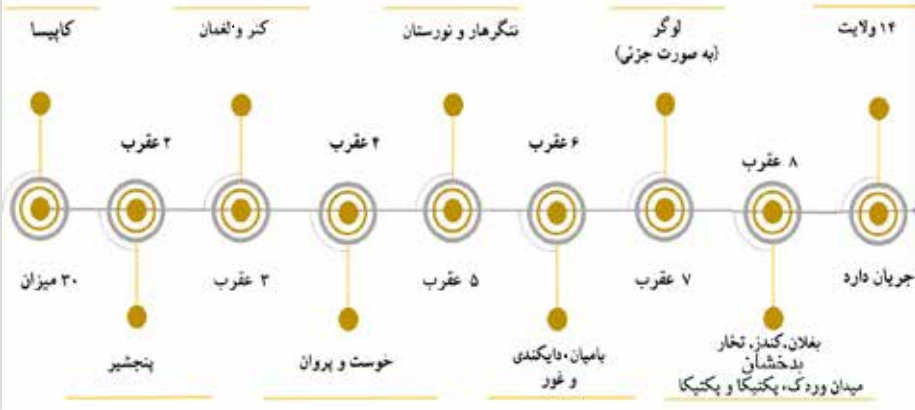 کاپیسا
۳۰ میزان
۲ عقرب
پنجشیر
کنر و لغمان
۳ عقرب
۴ عقرب
خوست و پروان
ننگرهار و نورستان
۵ عقرب
۶ عقرب
بامیان، دایکندی
و غور
لوگر
(به صورت جزئی)
۷ عقرب
۸ عقرب
بغلان، کندز، تخار
بدخشان
میدان وردک، پکتیکا و پکتیکا
۱۴ ولایت
جریان دارد